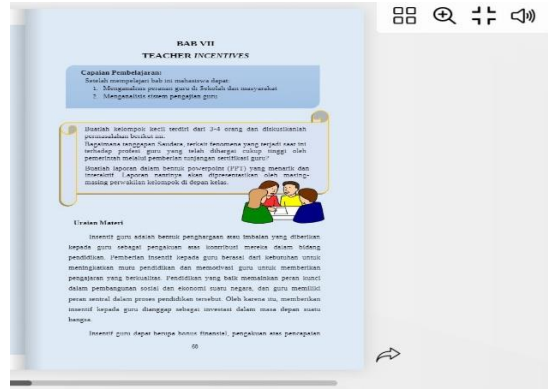 BAB VII
TEACHER INCENTIVES
Capaian Pembelajaran:
Setelah mempelajari bab ini mahasiswa dapat:
1. Menganalisis peranan guru di Sekolah dan masyarakat
2. Menganalisis sistem penggajian guru
Buatlah kelompok kecil terdiri dari 3-4 orang dan diskusikanlah
permasalahan berikut ini.
Bagaimana tanggapan Saudara, terkait fenomena yang terjadi saat ini
terhadap profesi guru yang telah dihargai cukup tinggi oleh
pemerintah melalui pemberian tunjangan sertifikasi guru?
Buatlah laporan dalam bentuk powerpoint (PPT) yang menarik dan
interaktif. Laporan nantinya akan dipresentasikan oleh masing-
masing perwakilan kelompok di depan kelas.
Uraian Materi
Insentif guru adalah bentuk penghargaan atau imbalan yang diberikan
kepada guru sebagai pengakuan atas kontribusi mereka dalam bidang
pendidikan. Pemberian insentif kepada guru berasal dari kebutuhan untuk
meningkatkan mutu pendidikan dan memotivasi guru untuk memberikan
pengajaran yang berkualitas. Pendidikan yang baik memainkan peran kunci
dalam pembangunan sosial dan ekonomi suatu negara, dan guru memiliki
peran sentral dalam proses pendidikan tersebut. Oleh karena itu, memberikan
insentif kepada guru dianggap sebagai investasi dalam masa depan suatu
bangsa.
Insentif guru dapat berupa bonus finansial, pengakuan atas pencapaian
68